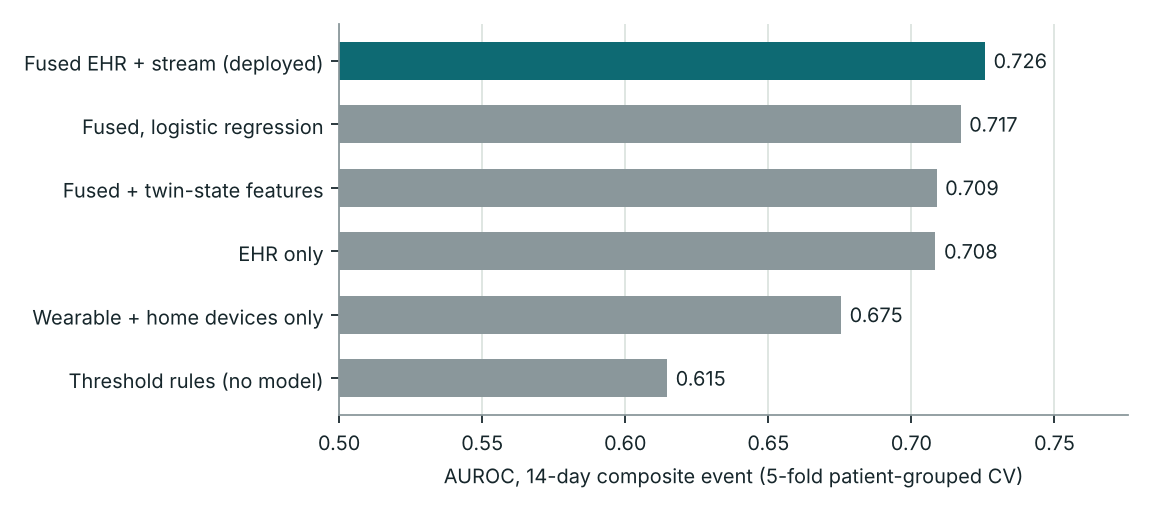 Fused EHR + stream (deployed) 0.726
Fused, logistic regression 0.717
Fused + twin-state features 0.709
EHR only 0.708
Wearable + home devices only 0.675
Threshold rules (no model) 0.615
0.50 0.55 0.60 0.65 0.70 0.75
AUROC, 14-day composite event (5-fold patient-grouped CV)